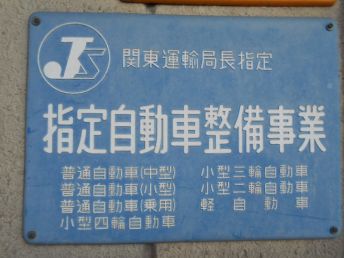 JS
関東運輸局長指定
指定自動車整備事業
普通自動車(中型)
普通自動車(小型)
普通自動車(乗用)
小型四輪自動車
小型三輪自動車
小型二輪自動車
軽自動車